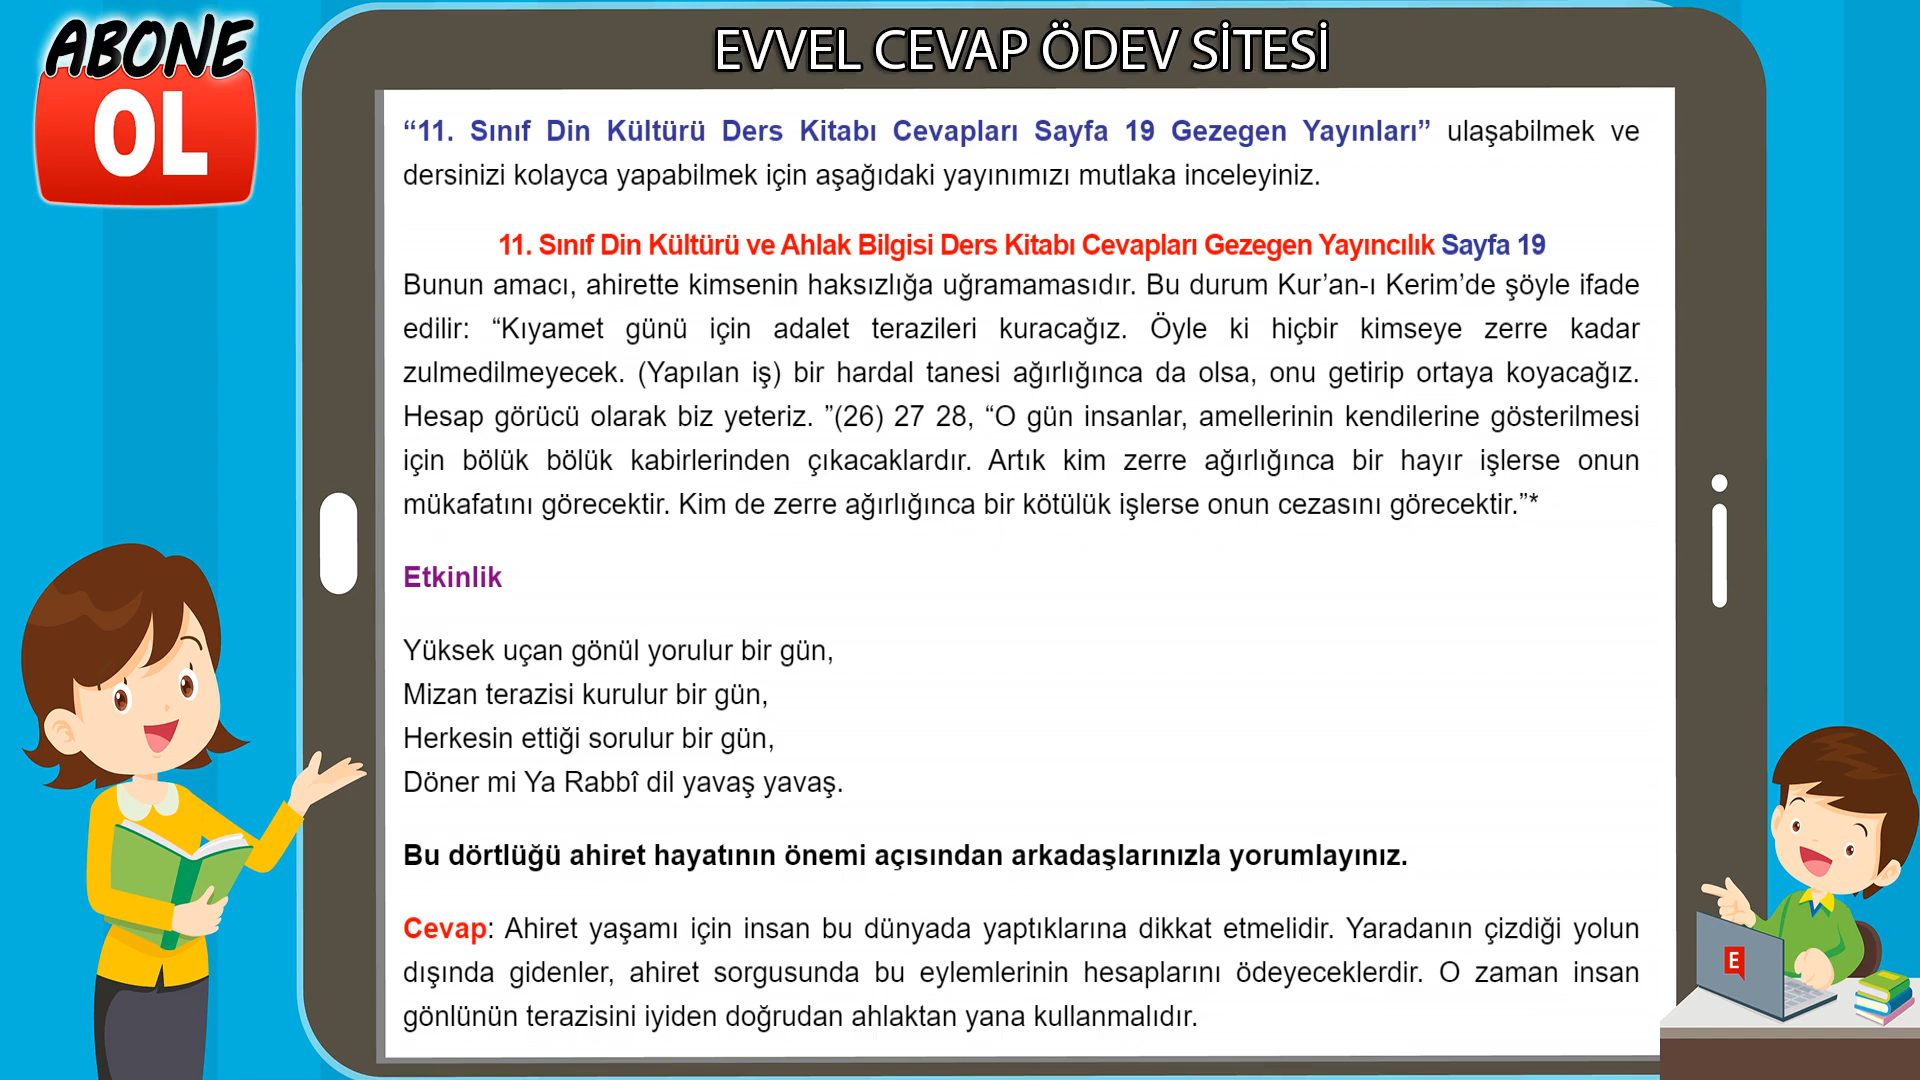 ABONE
OL
EVVEL CEVAP ÖDEV SİTESİ
“11. Sınıf Din Kültürü Ders Kitabı Cevapları Sayfa 19 Gezegen Yayınları” ulaşabilmek ve
dersinizi kolayca yapabilmek için aşağıdaki yayınımızı mutlaka inceleyiniz.
11. Sınıf Din Kültürü ve Ahlak Bilgisi Ders Kitabı Cevapları Gezegen Yayıncılık Sayfa 19
Bunun amacı, ahirette kimsenin haksızlığa uğramamasıdır. Bu durum Kur’an-ı Kerim’de şöyle ifade
edilir: “Kıyamet günü için adalet terazileri kuracağız. Öyle ki hiçbir kimseye zerre kadar
zulmedilmeyecek. (Yapılan iş) bir hardal tanesi ağırlığınca da olsa, onu getirip ortaya koyacağız.
Hesap görücü olarak biz yeteriz. ”(26) 27 28, “O gün insanlar, amellerinin kendilerine gösterilmesi
için bölük bölük kabirlerinden çıkacaklardır. Artık kim zerre ağırlığınca bir hayır işlerse onun
mükafatını görecektir. Kim de zerre ağırlığınca bir kötülük işlerse onun cezasını görecektir.”*
Etkinlik
Yüksek uçan gönül yorulur bir gün,
Mizan terazisi kurulur bir gün,
Herkesin ettiği sorulur bir gün,
Döner mi Ya Rabbî dil yavaş yavaş.
Bu dörtlüğü ahiret hayatının önemi açısından arkadaşlarınızla yorumlayınız.
Cevap: Ahiret yaşamı için insan bu dünyada yaptıklarına dikkat etmelidir. Yaradanın çizdiği yolun
dışında gidenler, ahiret sorgusunda bu eylemlerinin hesaplarını ödeyeceklerdir. O zaman insan
gönlünün terazisini iyiden doğrudan ahlaktan yana kullanmalıdır.
E